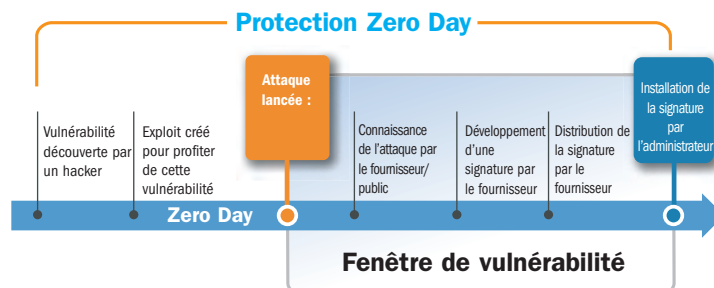 Protection Zero Day
Attaque
lancée :
Installation de
la signature
par
l'administrateur
Vulnérabilité
découverte par
un hacker
Exploit créé
pour profiter
de cette
vulnérabilité
Connaissance
de l'attaque par
le fournisseur/
public
Développement
d'une
signature par
le fournisseur
Distribution de
la signature
par le
fournisseur
Zero Day
Fenêtre de vulnérabilité